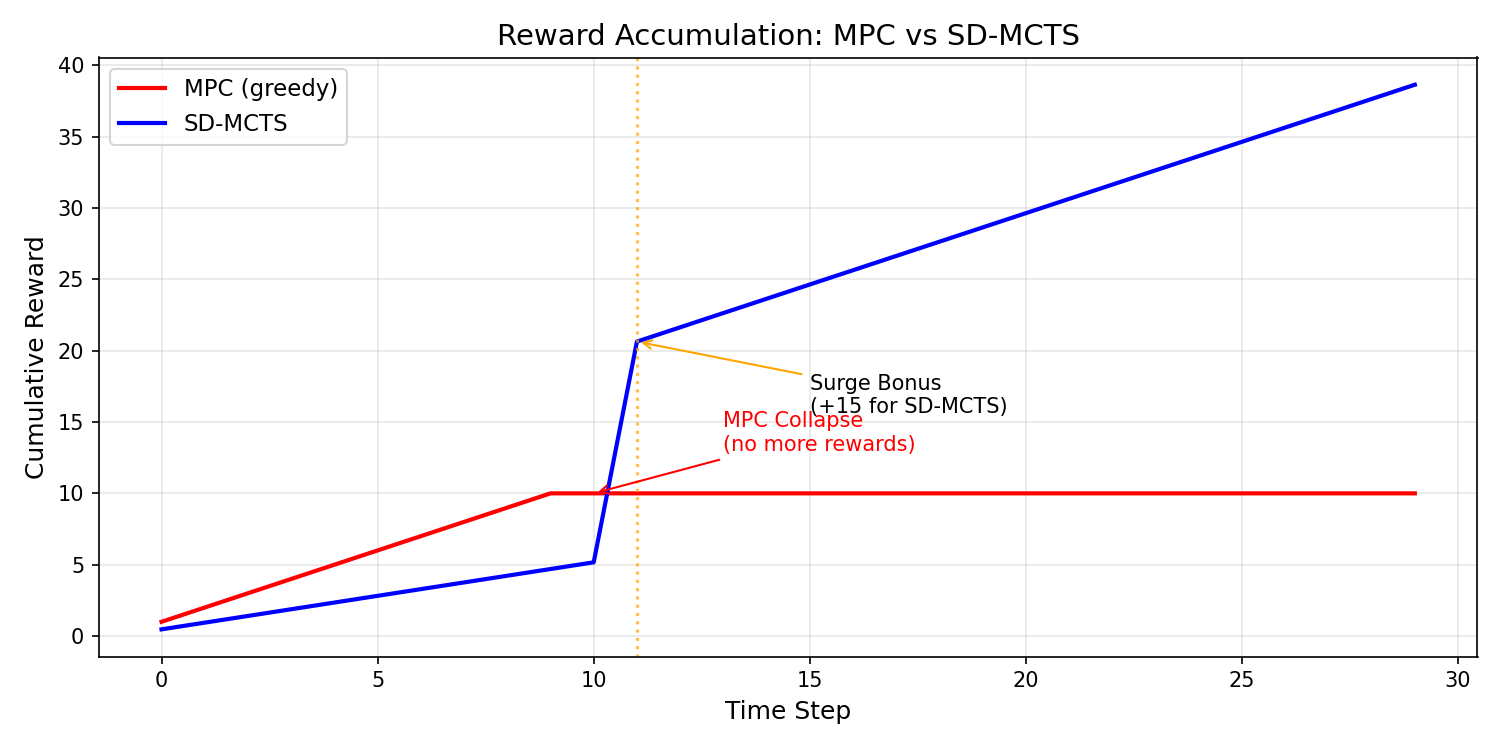 Reward Accumulation: MPC vs SD-MCTS
MPC (greedy)
SD-MCTS
Cumulative Reward
40
35
30
25
20
15
10
5
0
Surge Bonus
(+15 for SD-MCTS)
MPC Collapse
(no more rewards)
0
5
10
15
20
25
30
Time Step